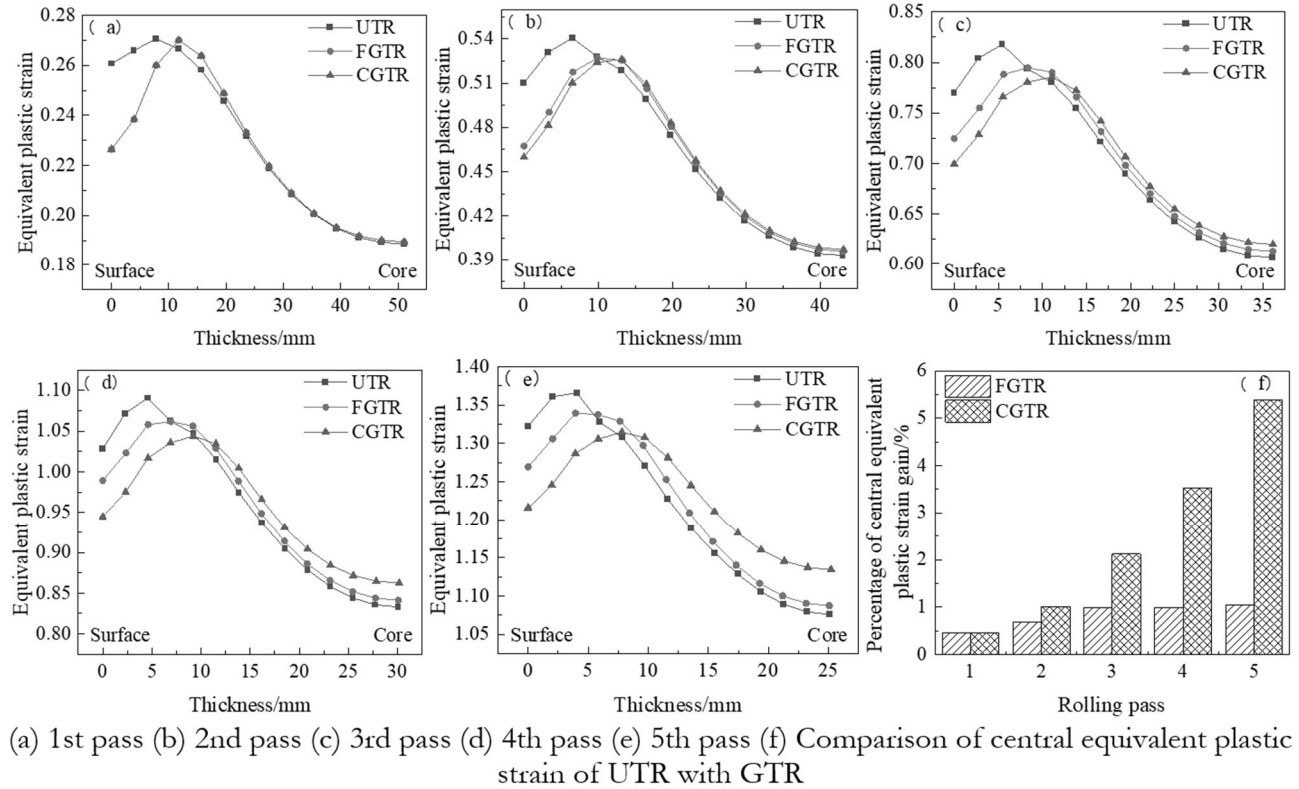 ( a)
UTR
FGTR
CGTR
Equivalent plastic strain
0.28
0.26
0.24
0.22
0.20
0.18
Surface
Core
0 10 20 30 40 50
Thickness/mm
( b)
UTR
FGTR
CGTR
Equivalent plastic strain
0.54
0.51
0.48
0.45
0.42
0.39
Surface
Core
0 10 20 30 40
Thickness/mm
( c)
UTR
FGTR
CGTR
Equivalent plastic strain
0.85
0.80
0.75
0.70
0.65
0.60
Surface
Core
0 5 10 15 20 25 30 35
Thickness/mm
( d)
UTR
FGTR
CGTR
Equivalent plastic strain
1.10
1.05
1.00
0.95
0.90
0.85
0.80
Surface
Core
0 5 10 15 20 25 30
Thickness/mm
( e)
UTR
FGTR
CGTR
Equivalent plastic strain
1.40
1.35
1.30
1.25
1.20
1.15
1.10
1.05
Surface
Core
0 5 10 15 20 25
Thickness/mm
( f)
FGTR
CGTR
Percentage of central equivalent
plastic strain gain/%
6
5
4
3
2
1
0
1 2 3 4 5
Rolling pass
(a) 1st pass (b) 2nd pass (c) 3rd pass (d) 4th pass (e) 5th pass (f) Comparison of central equivalent plastic
strain of UTR with GTR